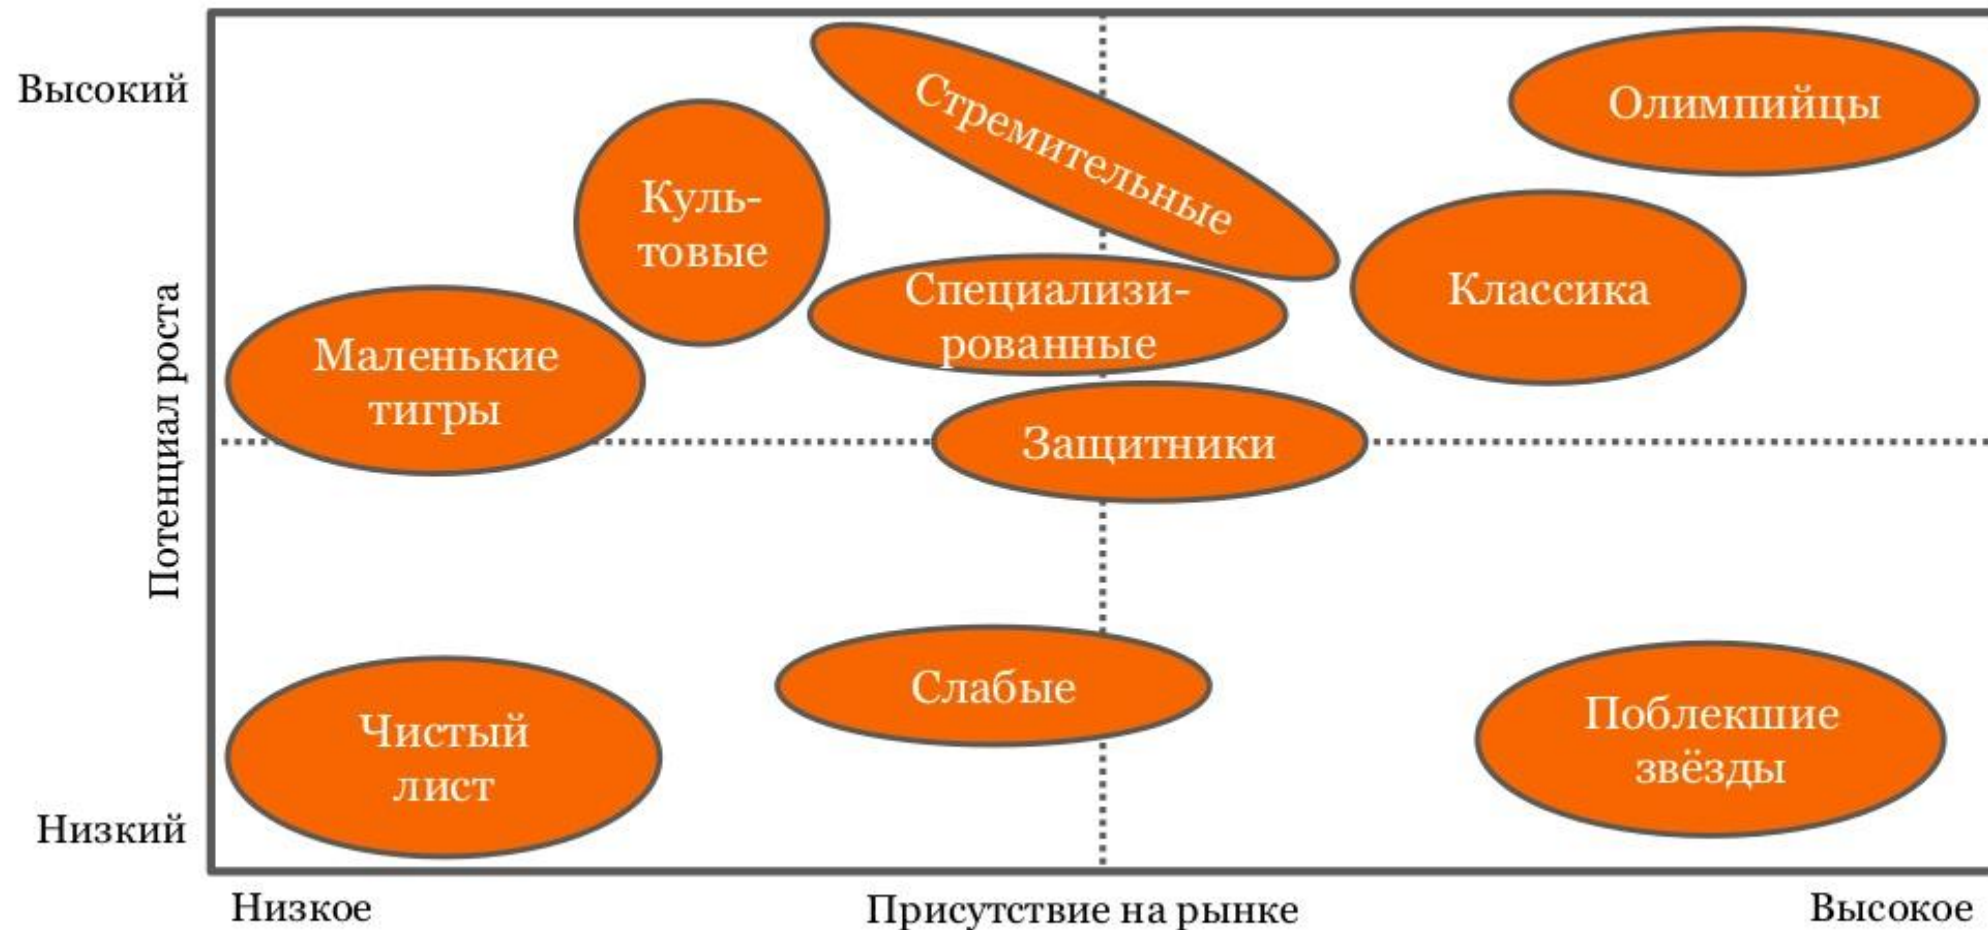 Высокий
Стремительные
Олимпийцы
Куль-
товые
Специализи-
рованные
Классика
Маленькие
тигры
Потенциал роста
Защитники
Слабые
Чистый
лист
Поблекшие
звёзды
Низкий
Низкое
Присутствие на рынке
Высокое